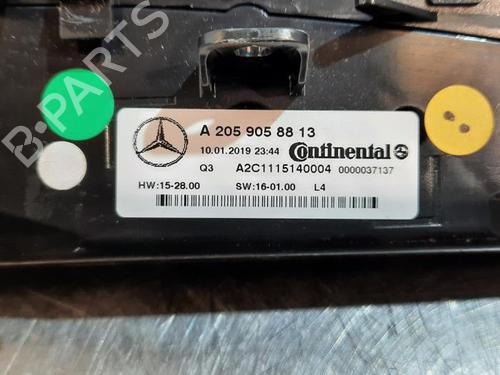 B-PARTS
A 205 905 88 13
10.01.2019 23:44 Continental
Q3 A2C1115140004 0000037137
HW:15-28.00 SW:16-01.00 L4